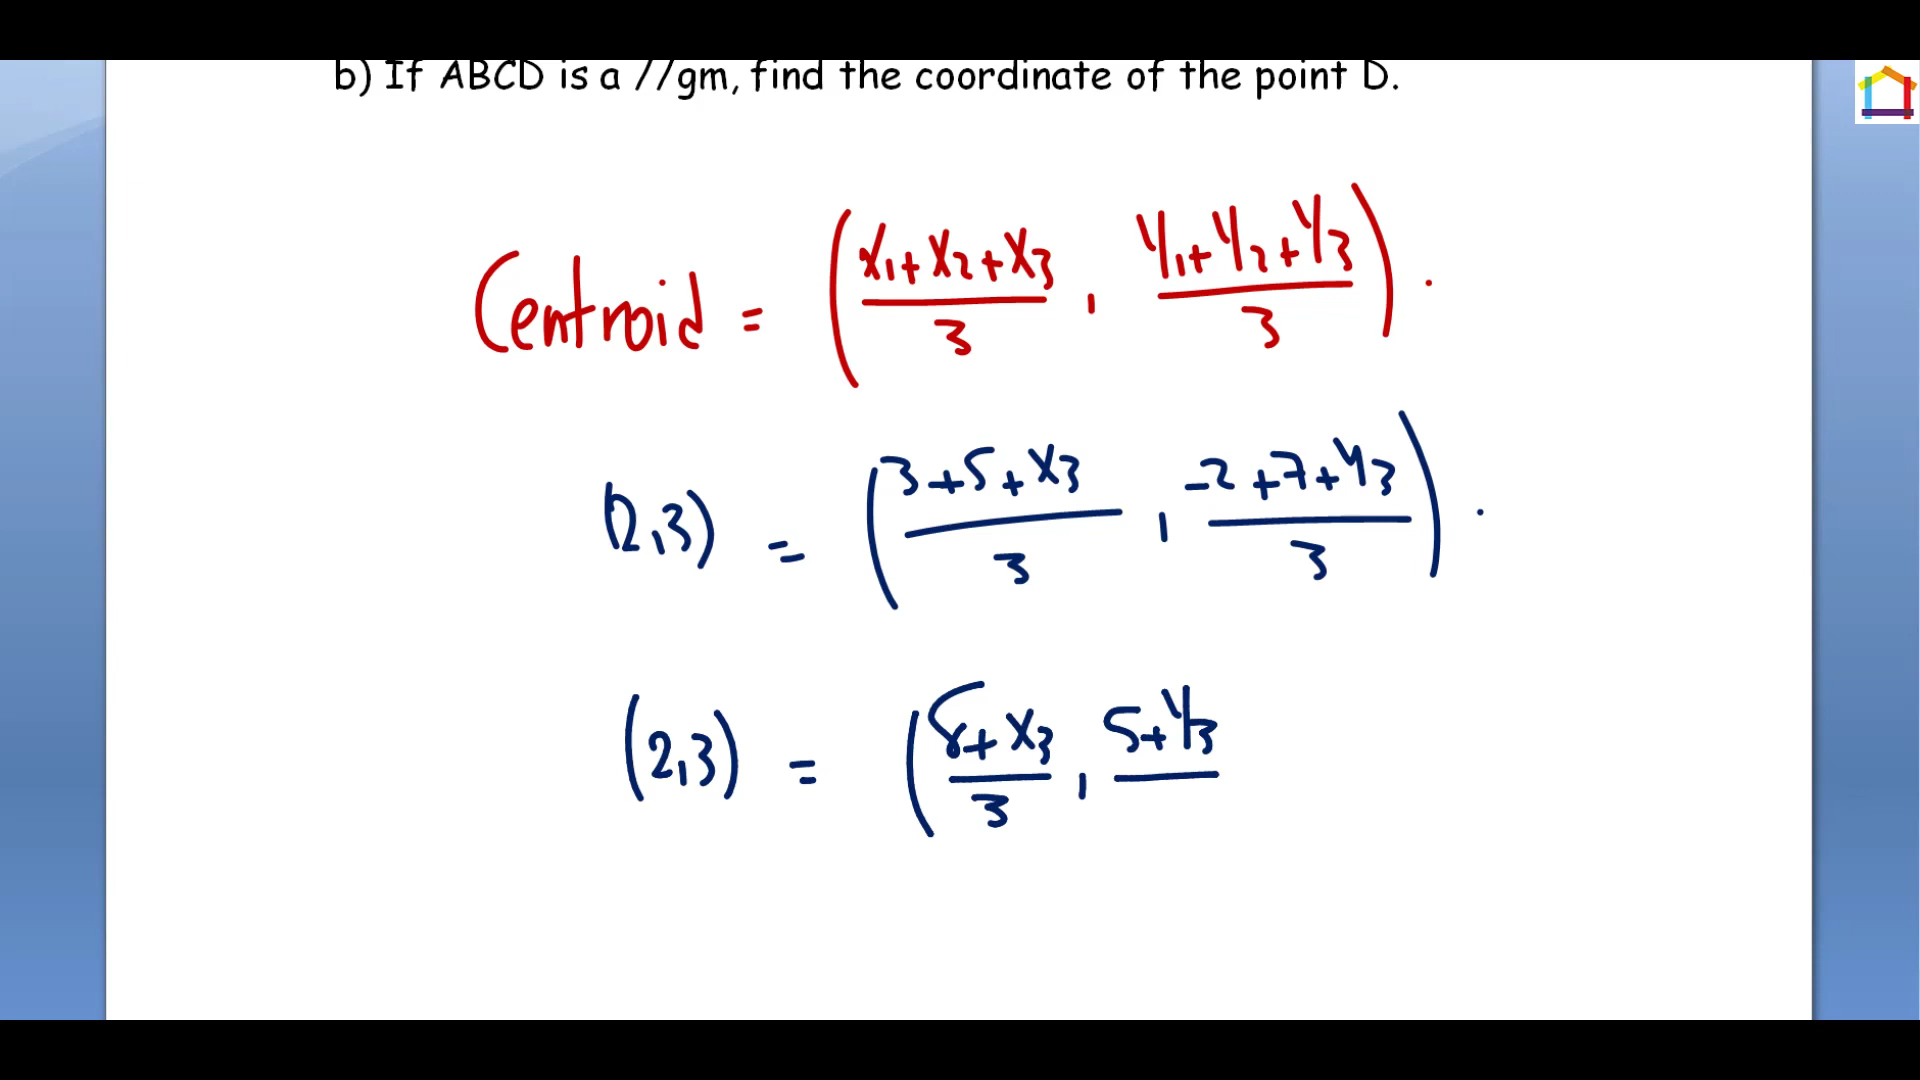 b) If ABCD is a //gm, find the coordinate of the point D.
Centroid = ( x₁+x₂+x₃ / 3 , y₁+y₂+y₃ / 3 ) .
(2,3) = ( 3+5+x₃ / 3 , -2+7+y₃ / 3 ) .
(2,3) = ( 8+x₃ / 3 , 5+y₃